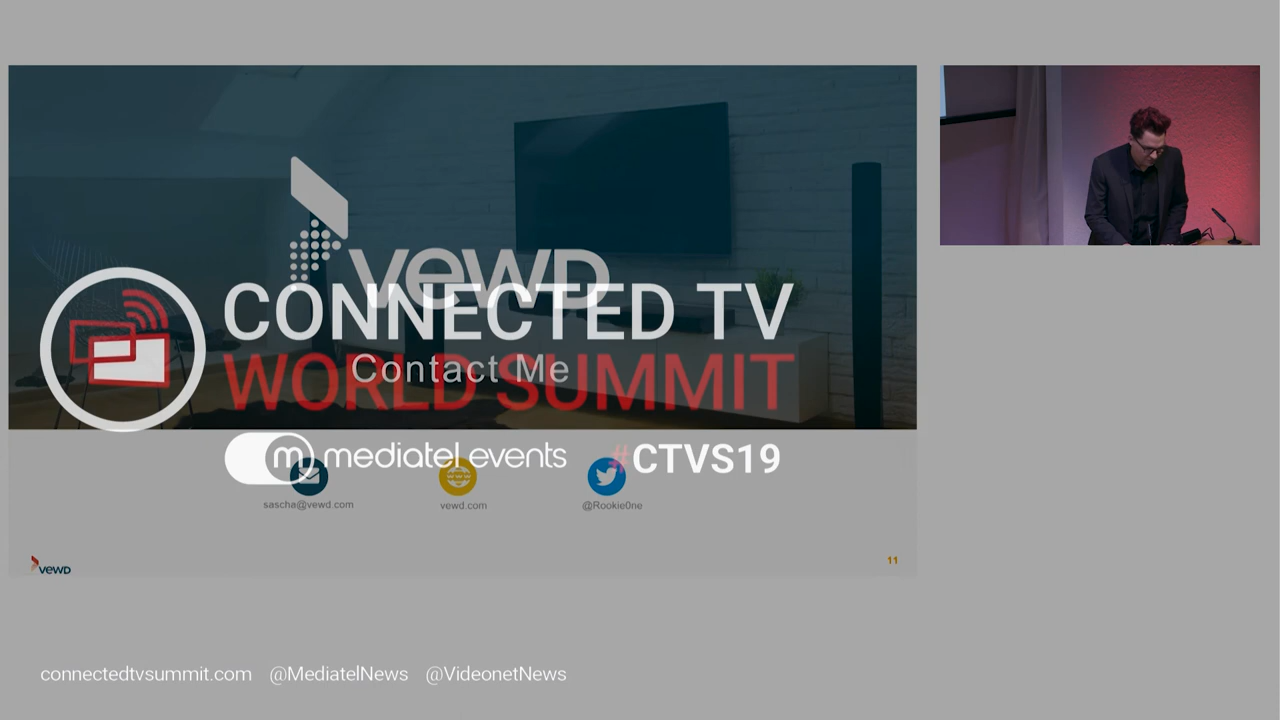 vewd
CONNECTED TV
WORLD SUMMIT
Contact Me
m mediatel events
#CTVS19
sascha@vewd.com
vewd.com
@Rookie0ne
vewd
11
connectedtvsummit.com @MediatelNews @VideonetNews